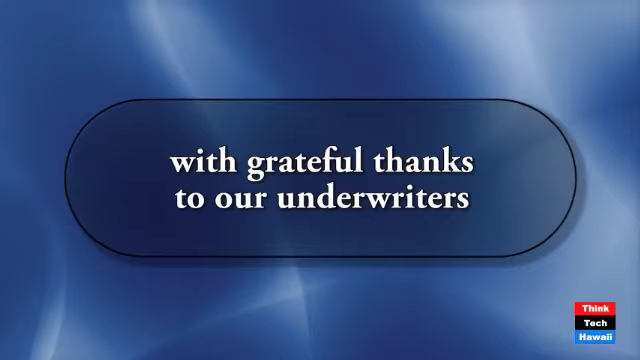 with grateful thanks
to our underwriters
Think
Tech
Hawaii